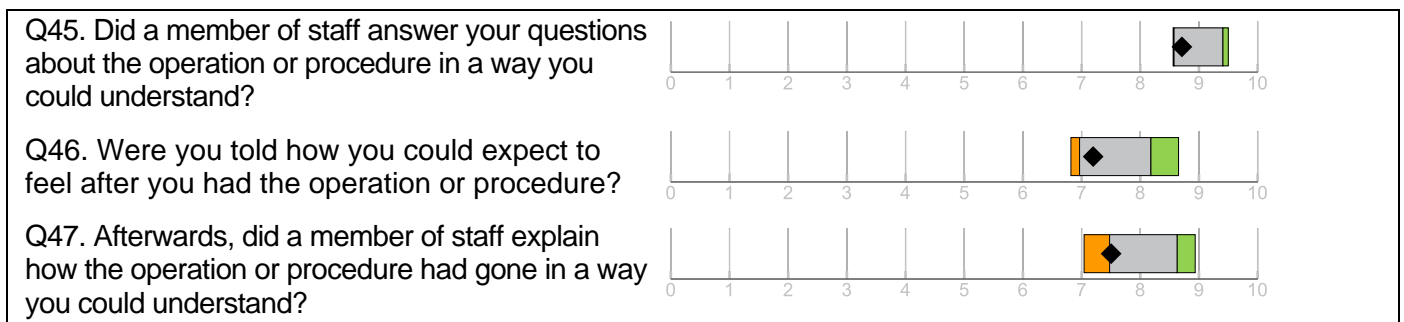 Q45. Did a member of staff answer your questions
about the operation or procedure in a way you
could understand?
0 1 2 3 4 5 6 7 8 9 10
Q46. Were you told how you could expect to
feel after you had the operation or procedure?
0 1 2 3 4 5 6 7 8 9 10
Q47. Afterwards, did a member of staff explain
how the operation or procedure had gone in a way
you could understand?
0 1 2 3 4 5 6 7 8 9 10